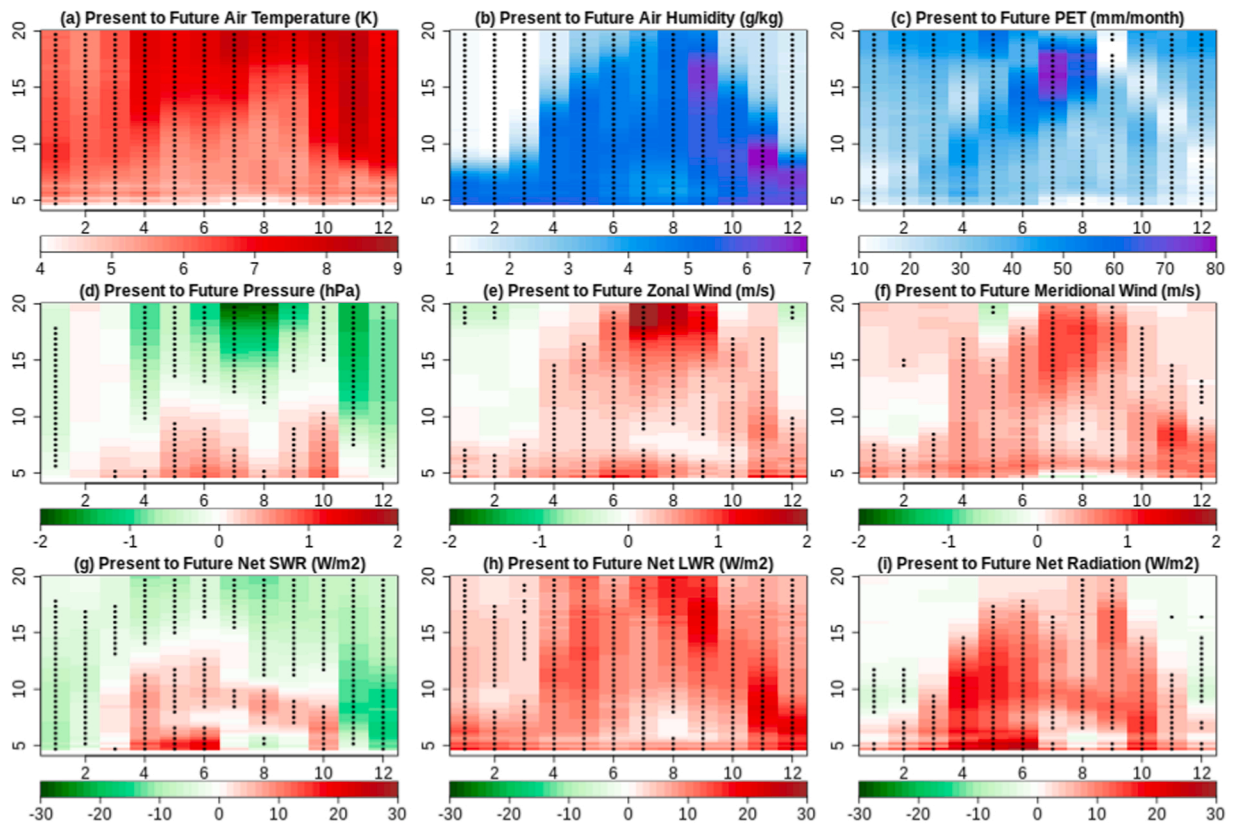 (a) Present to Future Air Temperature (K)
20
15
10
5
2 4 6 8 10 12
4 5 6 7 8 9
(b) Present to Future Air Humidity (g/kg)
20
15
10
5
2 4 6 8 10 12
1 2 3 4 5 6 7
(c) Present to Future PET (mm/month)
20
15
10
5
2 4 6 8 10 12
10 20 30 40 50 60 70 80
(d) Present to Future Pressure (hPa)
20
15
10
5
2 4 6 8 10 12
-2 -1 0 1 2
(e) Present to Future Zonal Wind (m/s)
20
15
10
5
2 4 6 8 10 12
-2 -1 0 1 2
(f) Present to Future Meridional Wind (m/s)
20
15
10
5
2 4 6 8 10 12
-2 -1 0 1 2
(g) Present to Future Net SWR (W/m2)
20
15
10
5
2 4 6 8 10 12
-30 -20 -10 0 10 20 30
(h) Present to Future Net LWR (W/m2)
20
15
10
5
2 4 6 8 10 12
-30 -20 -10 0 10 20 30
(i) Present to Future Net Radiation (W/m2)
20
15
10
5
2 4 6 8 10 12
-30 -20 -10 0 10 20 30